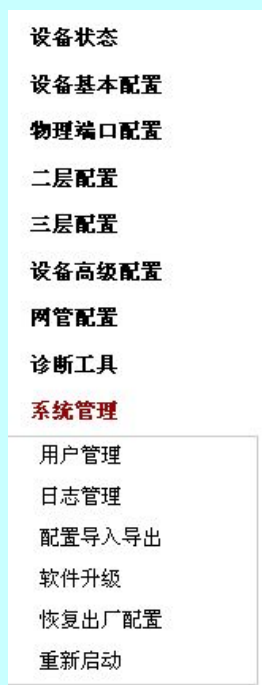 设备状态
设备基本配置
物理端口配置
二层配置
三层配置
设备高级配置
网管配置
诊断工具
系统管理
用户管理
日志管理
配置导入导出
软件升级
恢复出厂配置
重新启动